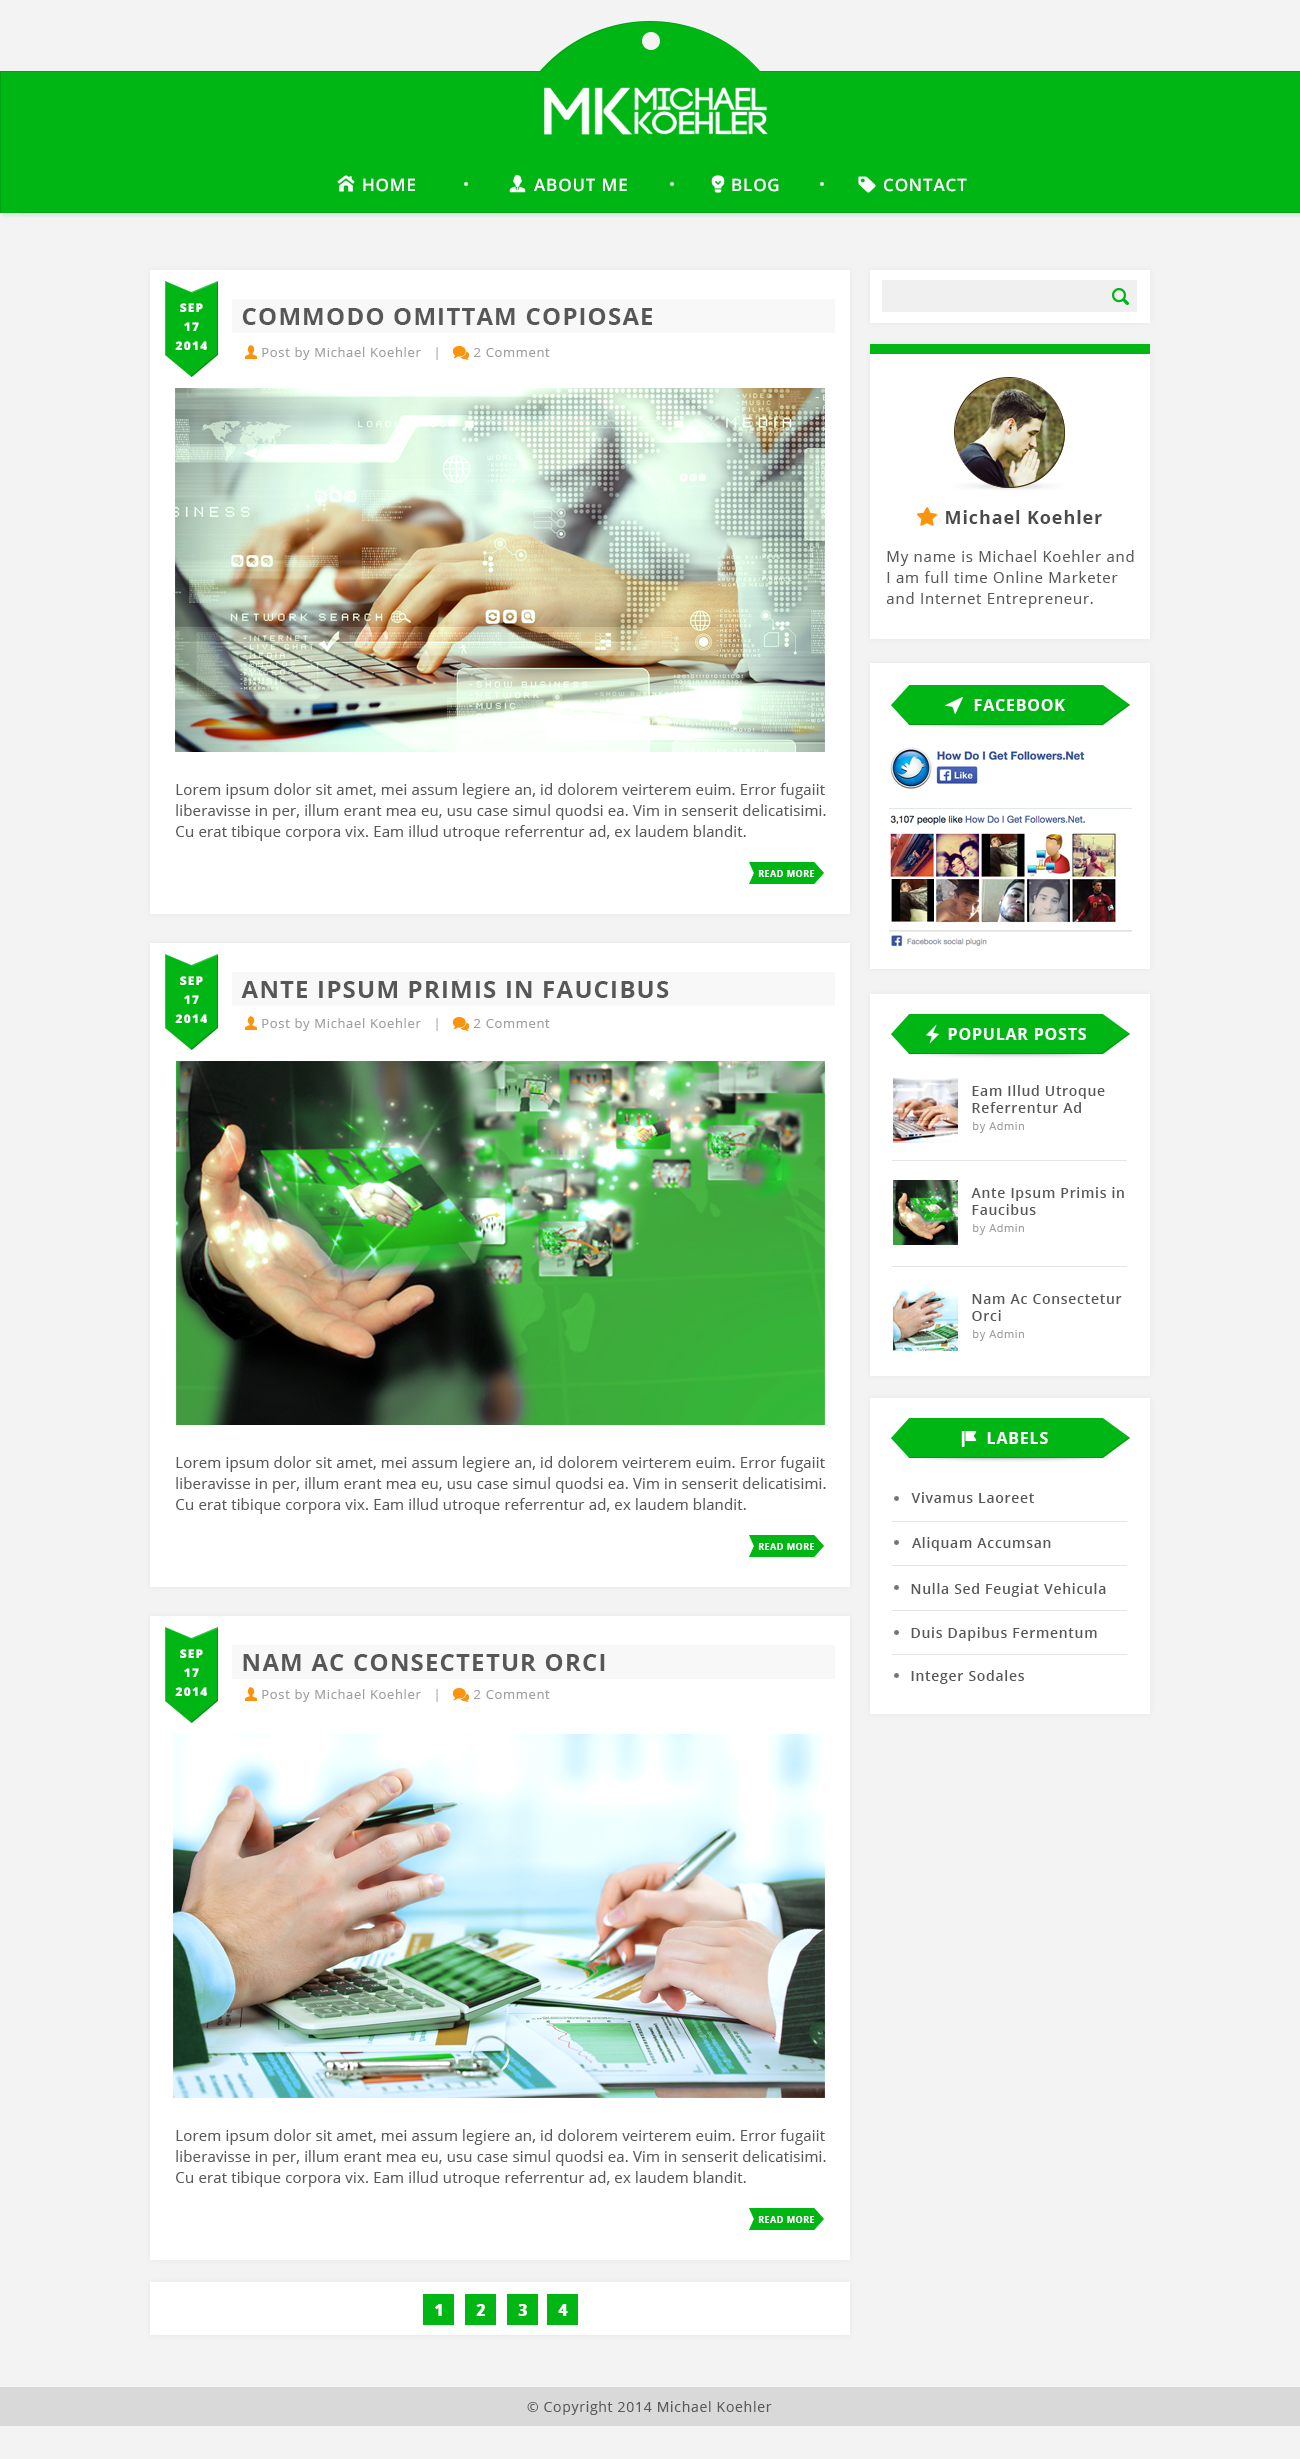 MK MICHAEL
KOEHLER
HOME • ABOUT ME • BLOG • CONTACT
SEP
17
2014
COMMODO OMITTAM COPIOSAE
Post by Michael Koehler | 2 Comment
MEDIA
SINESS
NETWORK SEARCH
-INTERNET
-LIVE CHAT
-SHOW BUSINESS
-NETWORK
-MUSIC
Lorem ipsum dolor sit amet, mei assum legiere an, id dolorem veirterem euim. Error fugaiit
liberavisse in per, illum erant mea eu, usu case simul quodsi ea. Vim in senserit delicatisimi.
Cu erat tibique corpora vix. Eam illud utroque referrentur ad, ex laudem blandit.
READ MORE
SEP
17
2014
ANTE IPSUM PRIMIS IN FAUCIBUS
Post by Michael Koehler | 2 Comment
Lorem ipsum dolor sit amet, mei assum legiere an, id dolorem veirterem euim. Error fugaiit
liberavisse in per, illum erant mea eu, usu case simul quodsi ea. Vim in senserit delicatisimi.
Cu erat tibique corpora vix. Eam illud utroque referrentur ad, ex laudem blandit.
READ MORE
SEP
17
2014
NAM AC CONSECTETUR ORCI
Post by Michael Koehler | 2 Comment
Lorem ipsum dolor sit amet, mei assum legiere an, id dolorem veirterem euim. Error fugaiit
liberavisse in per, illum erant mea eu, usu case simul quodsi ea. Vim in senserit delicatisimi.
Cu erat tibique corpora vix. Eam illud utroque referrentur ad, ex laudem blandit.
READ MORE
1 2 3 4
Michael Koehler
My name is Michael Koehler and
I am full time Online Marketer
and Internet Entrepreneur.
FACEBOOK
How Do I Get Followers.Net
Like
3,107 people like How Do I Get Followers.Net.
Facebook social plugin
POPULAR POSTS
Eam Illud Utroque
Referrentur Ad
by Admin
Ante Ipsum Primis in
Faucibus
by Admin
Nam Ac Consectetur
Orci
by Admin
LABELS
• Vivamus Laoreet
• Aliquam Accumsan
• Nulla Sed Feugiat Vehicula
• Duis Dapibus Fermentum
• Integer Sodales
© Copyright 2014 Michael Koehler